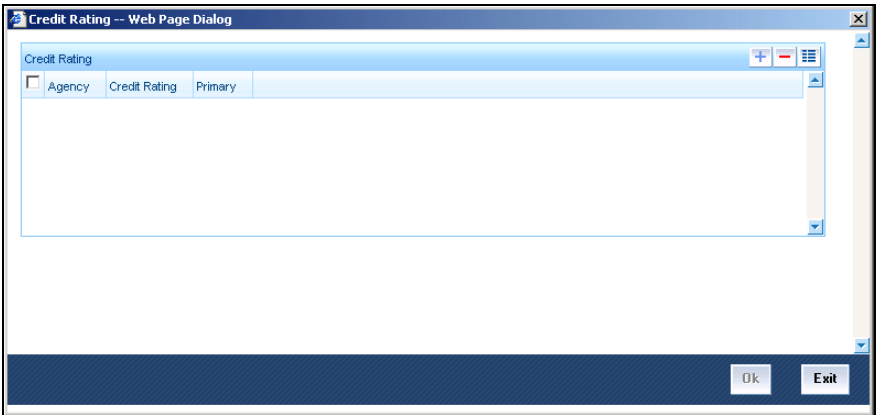 Credit Rating -- Web Page Dialog
Credit Rating
Agency Credit Rating Primary
Ok Exit